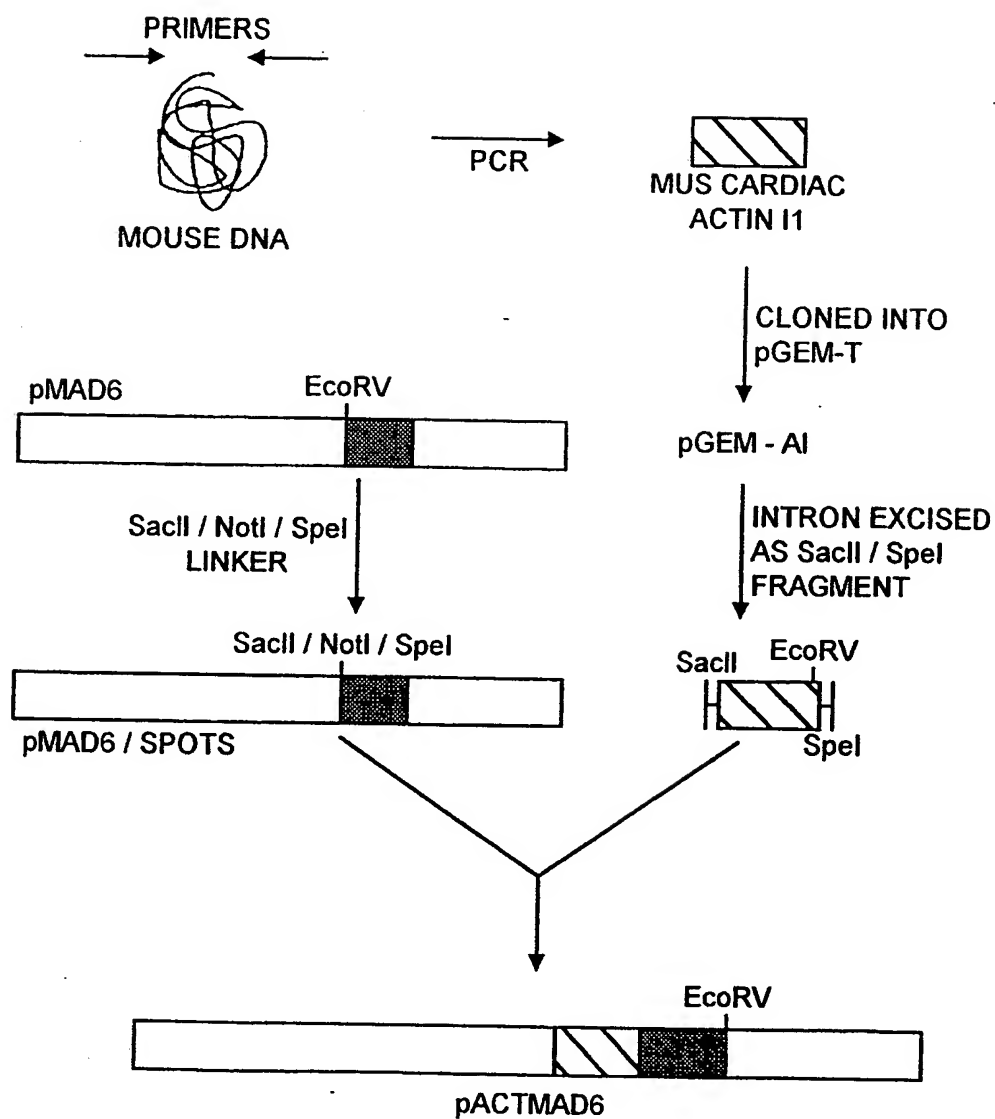 PRIMERS
MOUSE DNA
PCR
MUS CARDIAC
ACTIN I1
CLONED INTO
pGEM-T
pMAD6
EcoRV
pGEM - AI
SacII / NotI / SpeI
LINKER
INTRON EXCISED
AS SacII / SpeI
FRAGMENT
SacII / NotI / SpeI
pMAD6 / SPOTS
SacII
EcoRV
SpeI
EcoRV
pACTMAD6